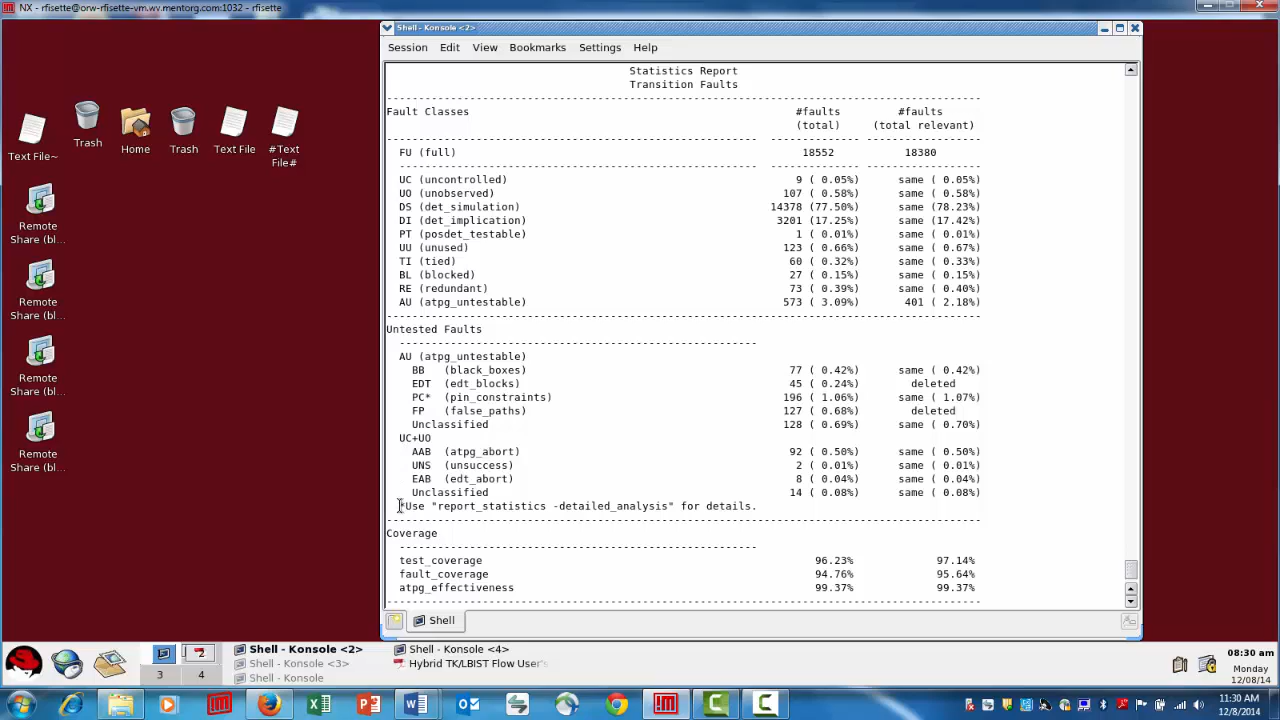 NX - rfisette@orw-rfisette-vm.wv.mentorg.com:1032 - rfisette
Shell - Konsole <2>
Session Edit View Bookmarks Settings Help
Text File~
Trash
Home
Trash
Text File
#Text File#
Remote Share (bl...
Remote Share (bl...
Remote Share (bl...
Remote Share (bl...
Statistics Report
Transition Faults
Fault Classes #faults #faults
(total) (total relevant)
FU (full) 18552 18380
UC (uncontrolled) 9 ( 0.05%) same ( 0.05%)
UO (unobserved) 107 ( 0.58%) same ( 0.58%)
DS (det_simulation) 14378 (77.50%) same (78.23%)
DI (det_implication) 3201 (17.25%) same (17.42%)
PT (posdet_testable) 1 ( 0.01%) same ( 0.01%)
UU (unused) 123 ( 0.66%) same ( 0.67%)
TI (tied) 60 ( 0.32%) same ( 0.33%)
BL (blocked) 27 ( 0.15%) same ( 0.15%)
RE (redundant) 73 ( 0.39%) same ( 0.40%)
AU (atpg_untestable) 573 ( 3.09%) 401 ( 2.18%)
Untested Faults
AU (atpg_untestable)
BB (black_boxes) 77 ( 0.42%) same ( 0.42%)
EDT (edt_blocks) 45 ( 0.24%) deleted
PC* (pin_constraints) 196 ( 1.06%) same ( 1.07%)
FP (false_paths) 127 ( 0.68%) deleted
Unclassified 128 ( 0.69%) same ( 0.70%)
UC+UO
AAB (atpg_abort) 92 ( 0.50%) same ( 0.50%)
UNS (unsuccess) 2 ( 0.01%) same ( 0.01%)
EAB (edt_abort) 8 ( 0.04%) same ( 0.04%)
Unclassified 14 ( 0.08%) same ( 0.08%)
*Use "report_statistics -detailed_analysis" for details.
Coverage
test_coverage 96.23% 97.14%
fault_coverage 94.76% 95.64%
atpg_effectiveness 99.37% 99.37%
Shell
2
3 4
Shell - Konsole <2>
Shell - Konsole <3>
Shell - Konsole
Shell - Konsole <4>
Hybrid TK/LBIST Flow User's
08:30 am
Monday
12/08/14
11:30 AM
12/8/2014